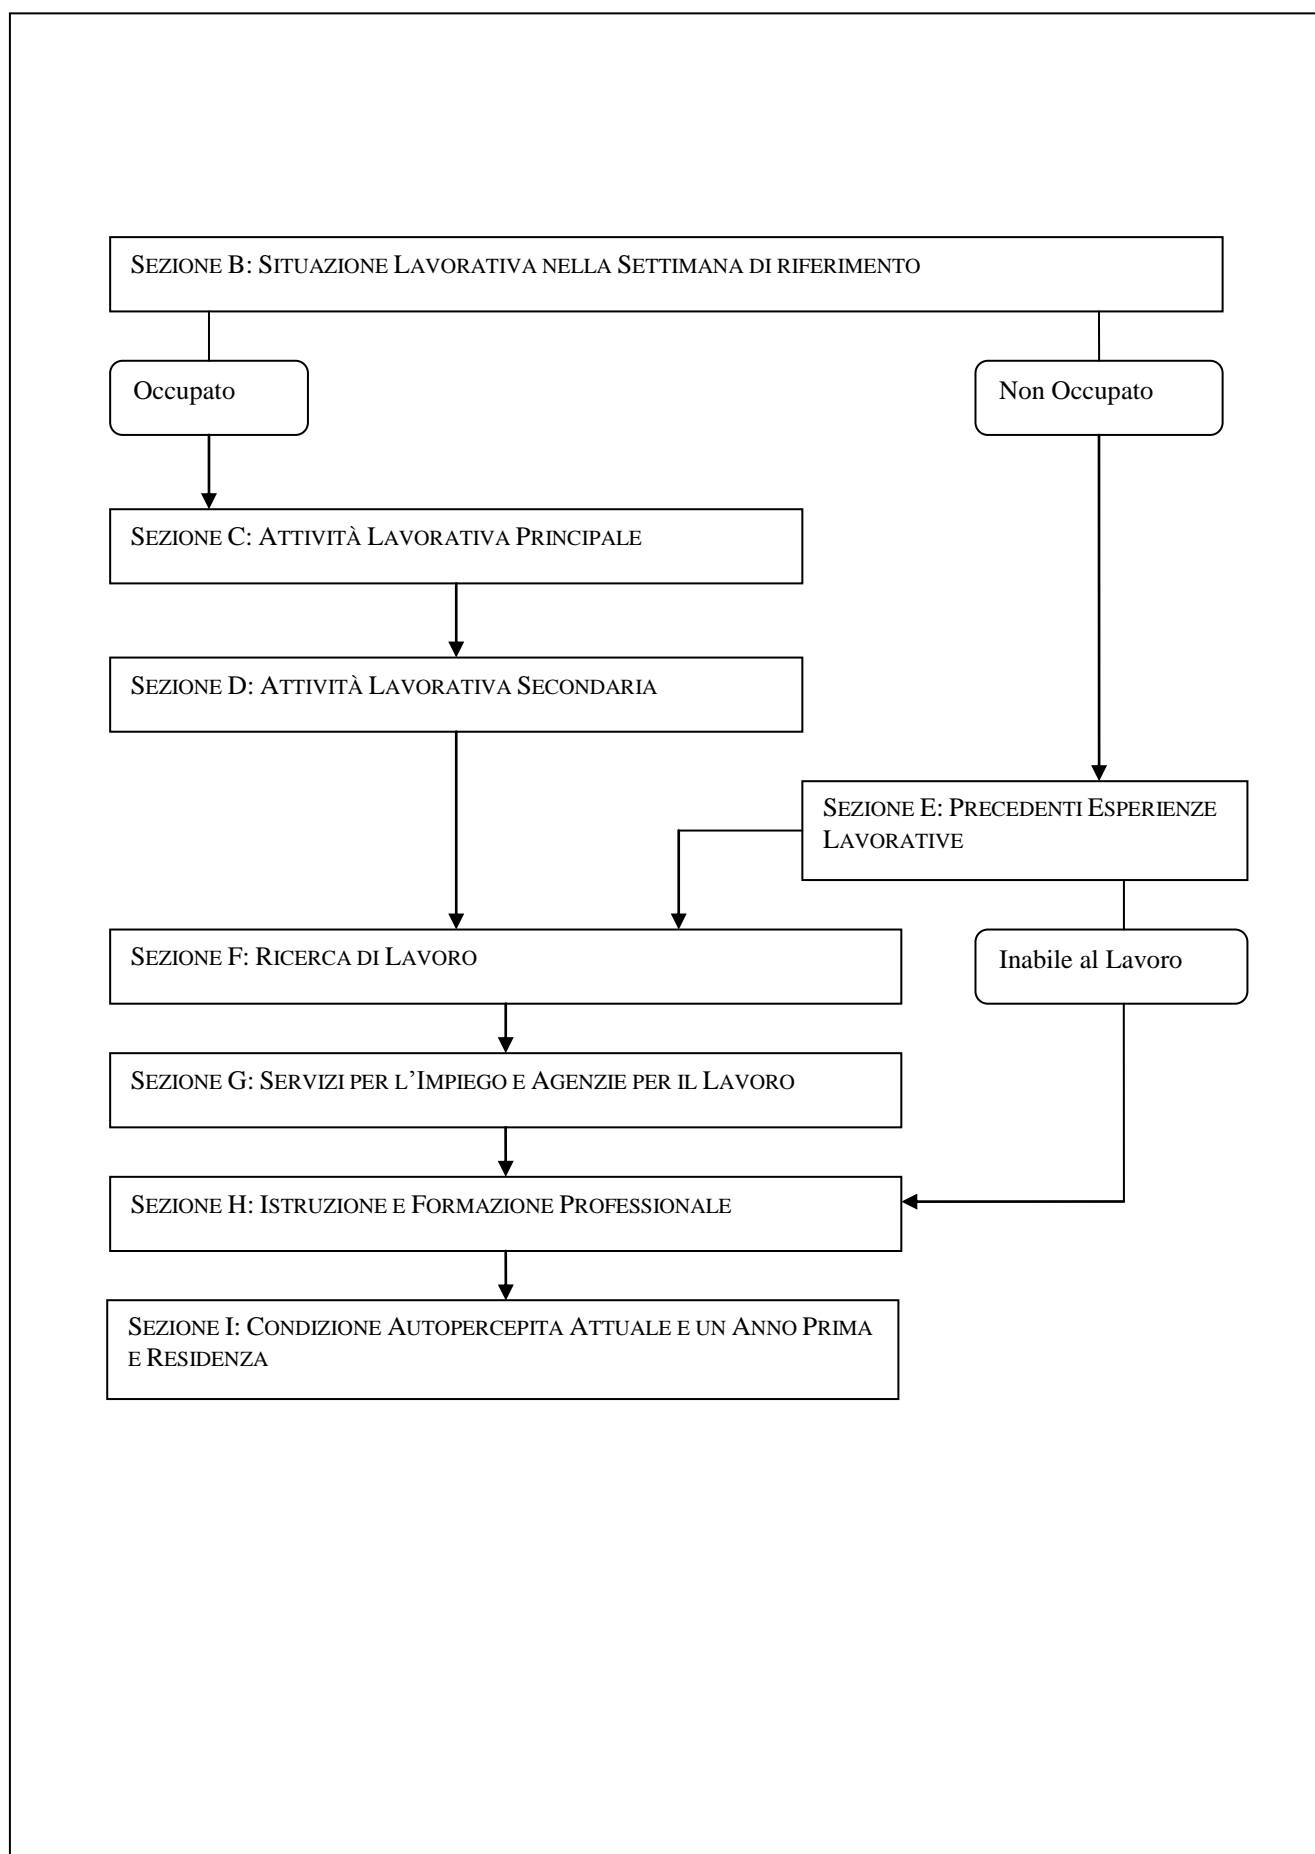 SEZIONE B: SITUAZIONE LAVORATIVA NELLA SETTIMANA DI RIFERIMENTO
Occupato
Non Occupato
SEZIONE C: ATTIVITÀ LAVORATIVA PRINCIPALE
SEZIONE D: ATTIVITÀ LAVORATIVA SECONDARIA
SEZIONE E: PRECEDENTI ESPERIENZE
LAVORATIVE
SEZIONE F: RICERCA DI LAVORO
Inabile al Lavoro
SEZIONE G: SERVIZI PER L’IMPIEGO E AGENZIE PER IL LAVORO
SEZIONE H: ISTRUZIONE E FORMAZIONE PROFESSIONALE
SEZIONE I: CONDIZIONE AUTOPERCEPITA ATTUALE E UN ANNO PRIMA
E RESIDENZA